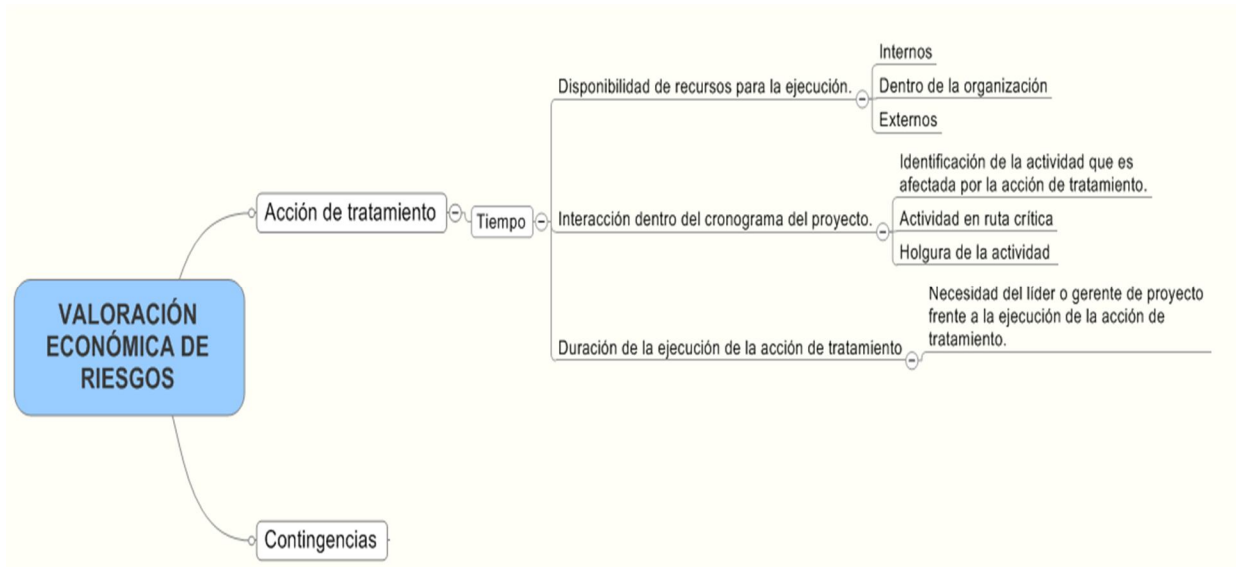 Internos
Disponibilidad de recursos para la ejecución.
Dentro de la organización
Externos
Identificación de la actividad que es
afectada por la acción de tratamiento.
Acción de tratamiento
Tiempo
Interacción dentro del cronograma del proyecto.
Actividad en ruta crítica
Holgura de la actividad
Necesidad del líder o gerente de proyecto
frente a la ejecución de la acción de
tratamiento.
Duración de la ejecución de la acción de tratamiento
VALORACIÓN
ECONÓMICA DE
RIESGOS
Contingencias